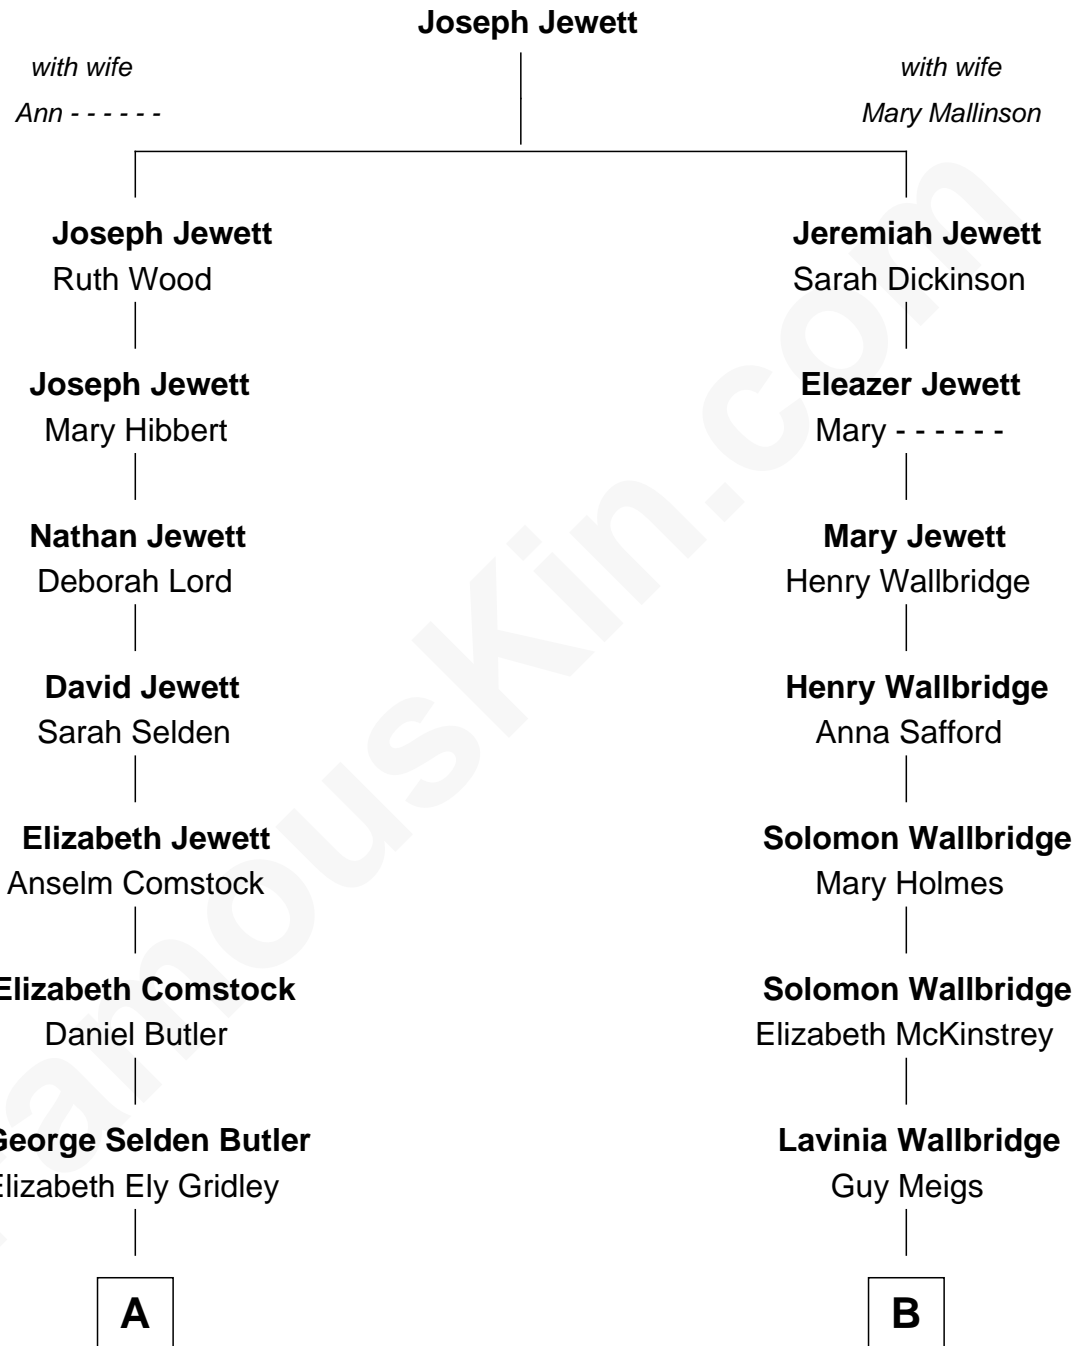 Joseph Jewett
with wife
Ann - - - - - -
with wife
Mary Mallinson
Joseph Jewett
Ruth Wood
Jeremiah Jewett
Sarah Dickinson
Joseph Jewett
Mary Hibbert
Eleazer Jewett
Mary - - - - - -
Nathan Jewett
Deborah Lord
Mary Jewett
Henry Wallbridge
David Jewett
Sarah Selden
Henry Wallbridge
Anna Safford
Elizabeth Jewett
Anselm Comstock
Solomon Wallbridge
Mary Holmes
Elizabeth Comstock
Daniel Butler
Solomon Wallbridge
Elizabeth McKinstrey
George Selden Butler
Elizabeth Ely Gridley
Lavinia Wallbridge
Guy Meigs
A
B
FamousKin.com